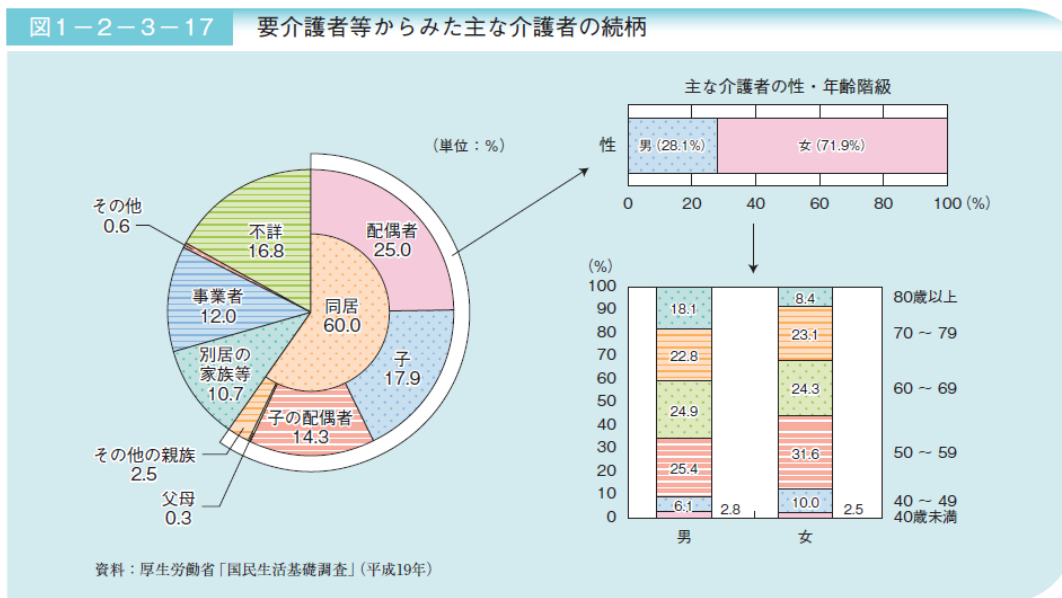 図1－2－3－17 要介護者等からみた主な介護者の続柄
(単位：%)
配偶者
25.0
同居
60.0
子
17.9
子の配偶者
14.3
父母
0.3
その他の親族
2.5
別居の
家族等
10.7
事業者
12.0
その他
0.6
不詳
16.8
主な介護者の性・年齢階級
性
男(28.1%)
女(71.9%)
0 20 40 60 80 100(%)
(%)
100
90
80
70
60
50
40
30
20
10
0
18.1
22.8
24.9
25.4
6.1
2.8
男
8.4
23.1
24.3
31.6
10.0
2.5
女
80歳以上
70～79
60～69
50～59
40～49
40歳未満
資料：厚生労働省「国民生活基礎調査」(平成19年)